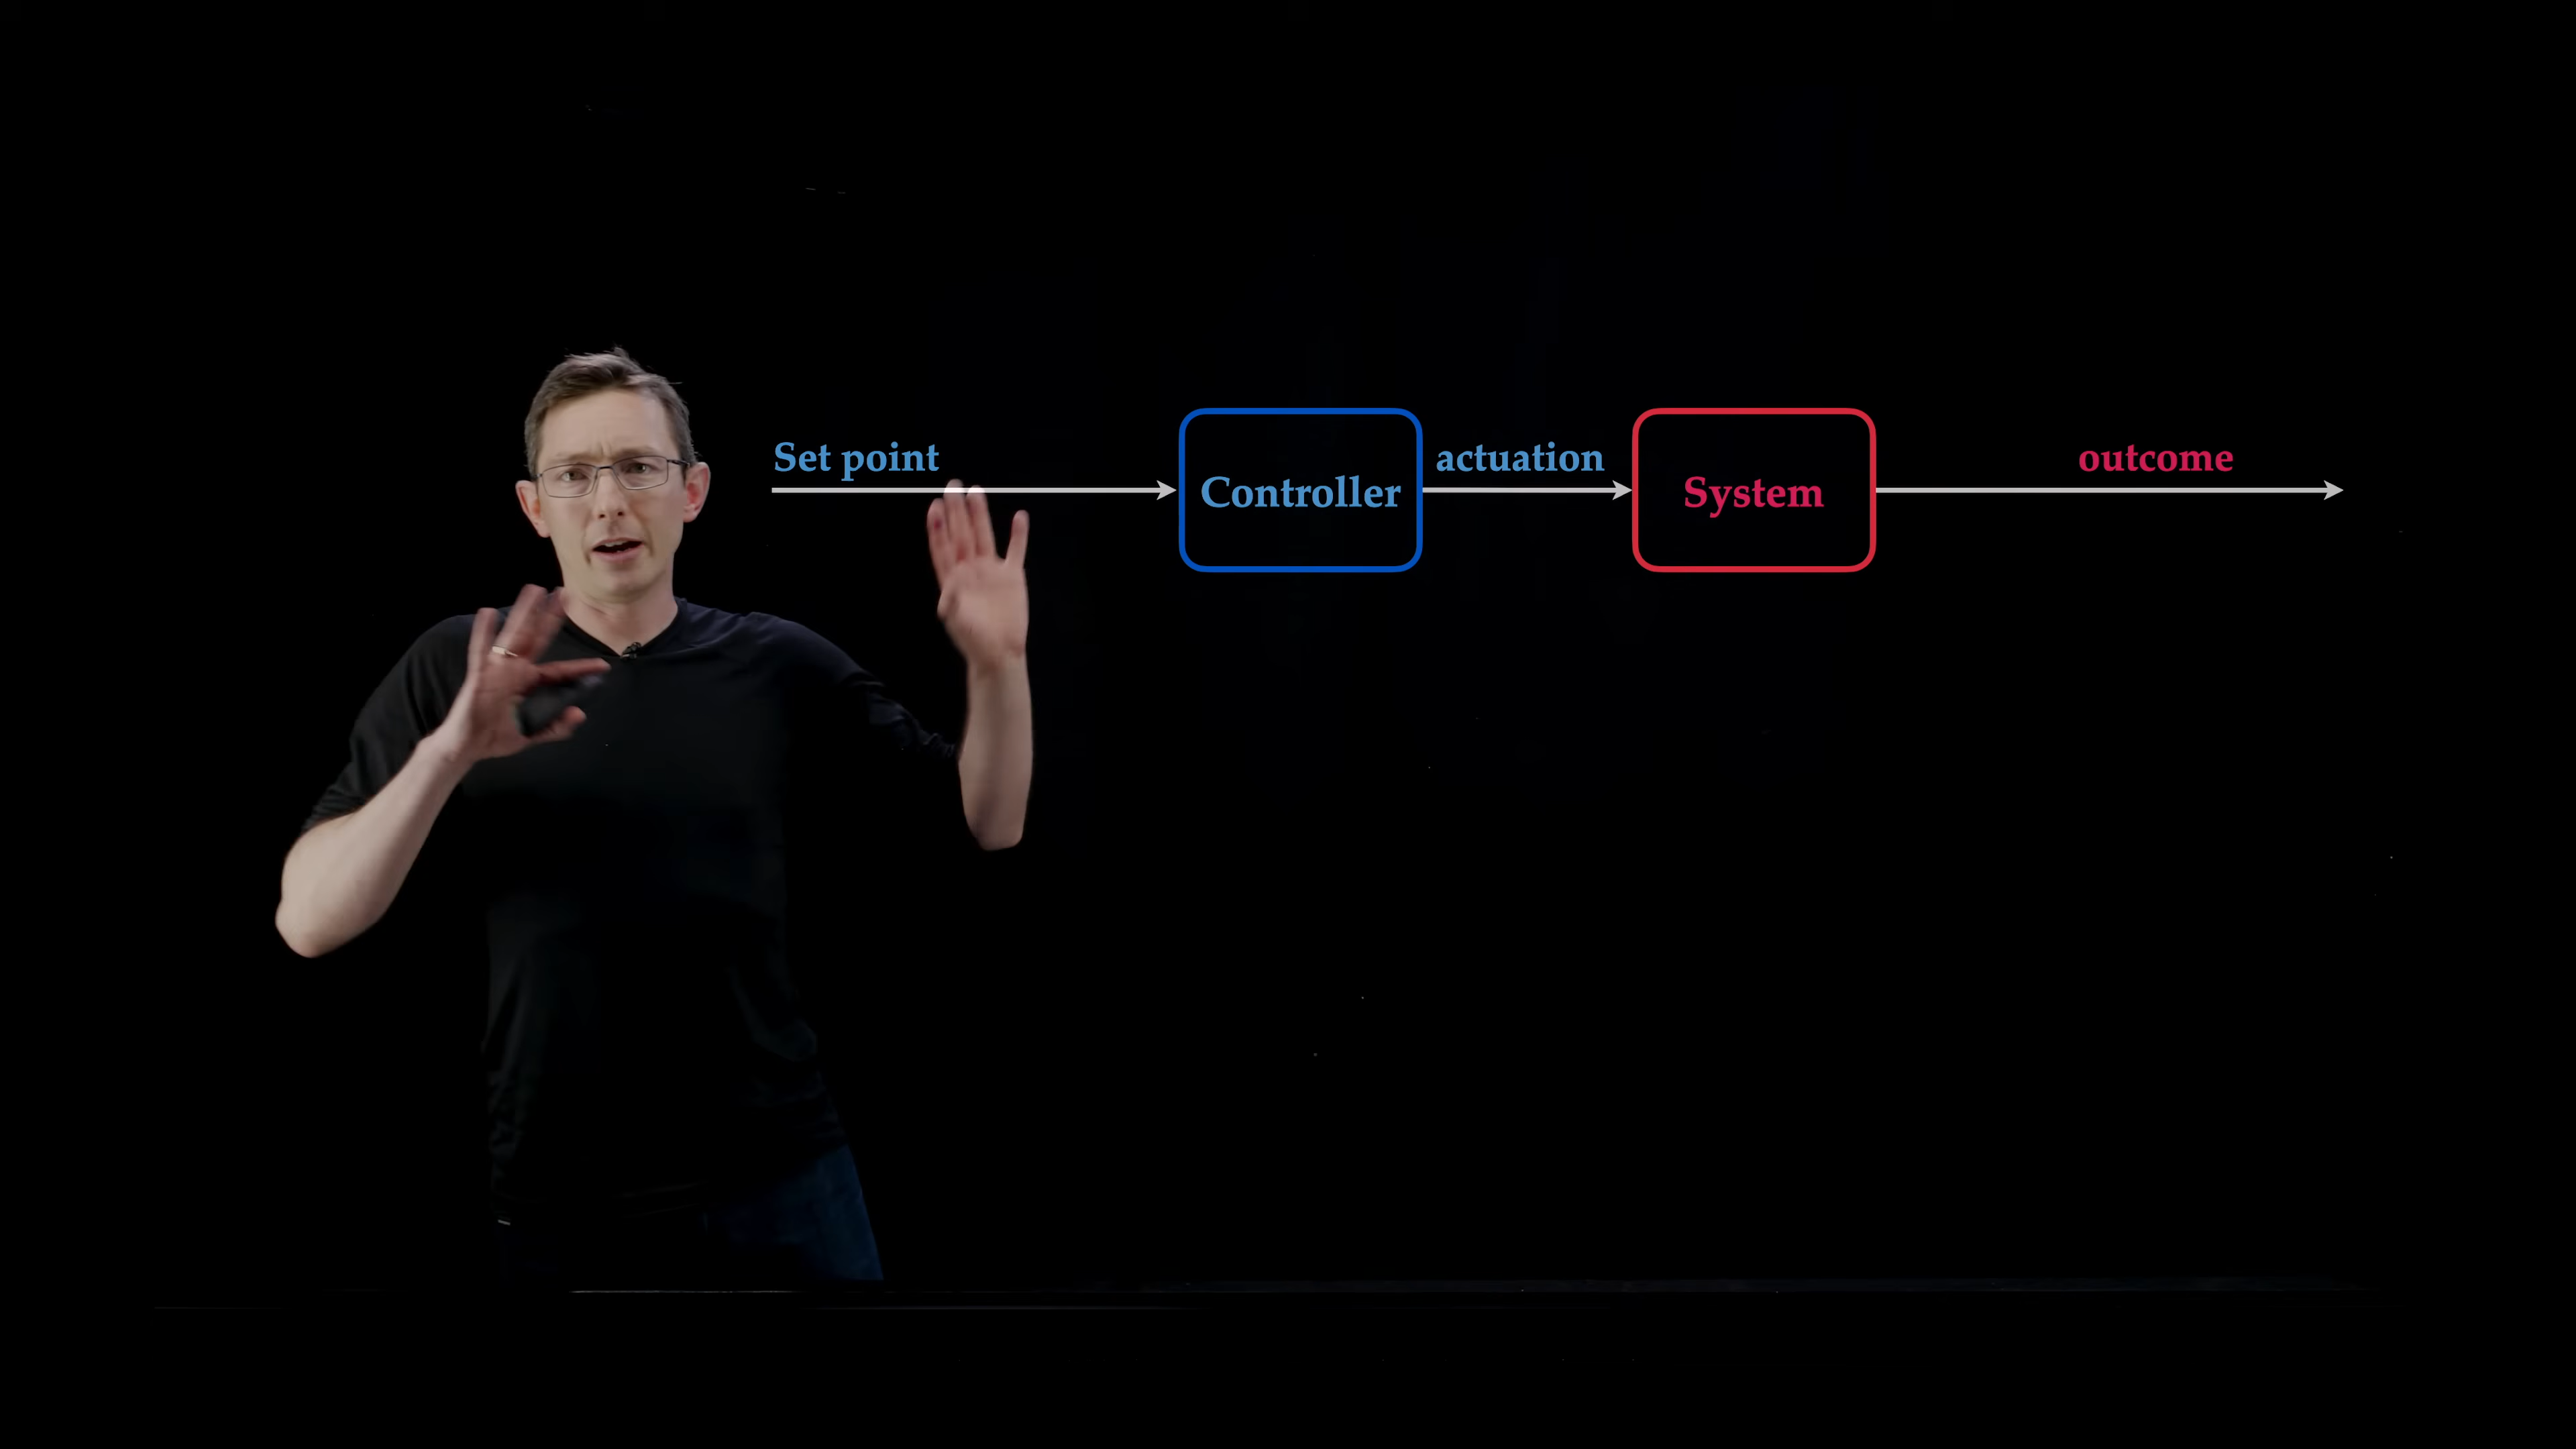 Set point
Controller
actuation
System
outcome